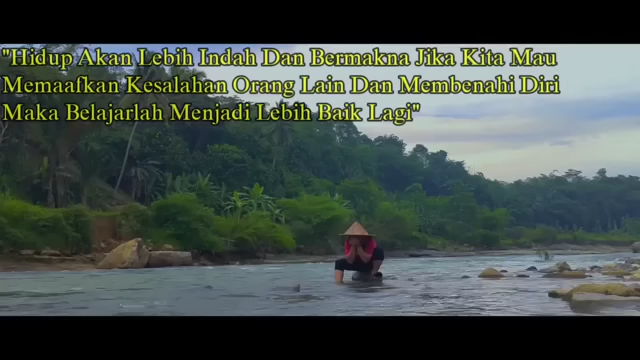 "Hidup Akan Lebih Indah Dan Bermakna Jika Kita Mau
Memaafkan Kesalahan Orang Lain Dan Membenahi Diri
Maka Belajarlah Menjadi Lebih Baik Lagi"